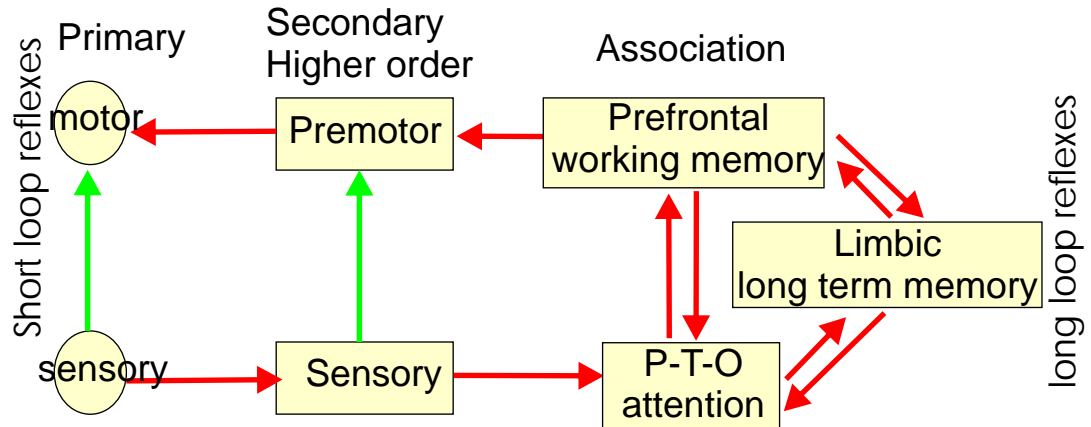 Primary
Secondary
Higher order
Association
Short loop reflexes
motor
Premotor
Prefrontal
working memory
Limbic
long term memory
long loop reflexes
sensory
Sensory
P-T-O
attention